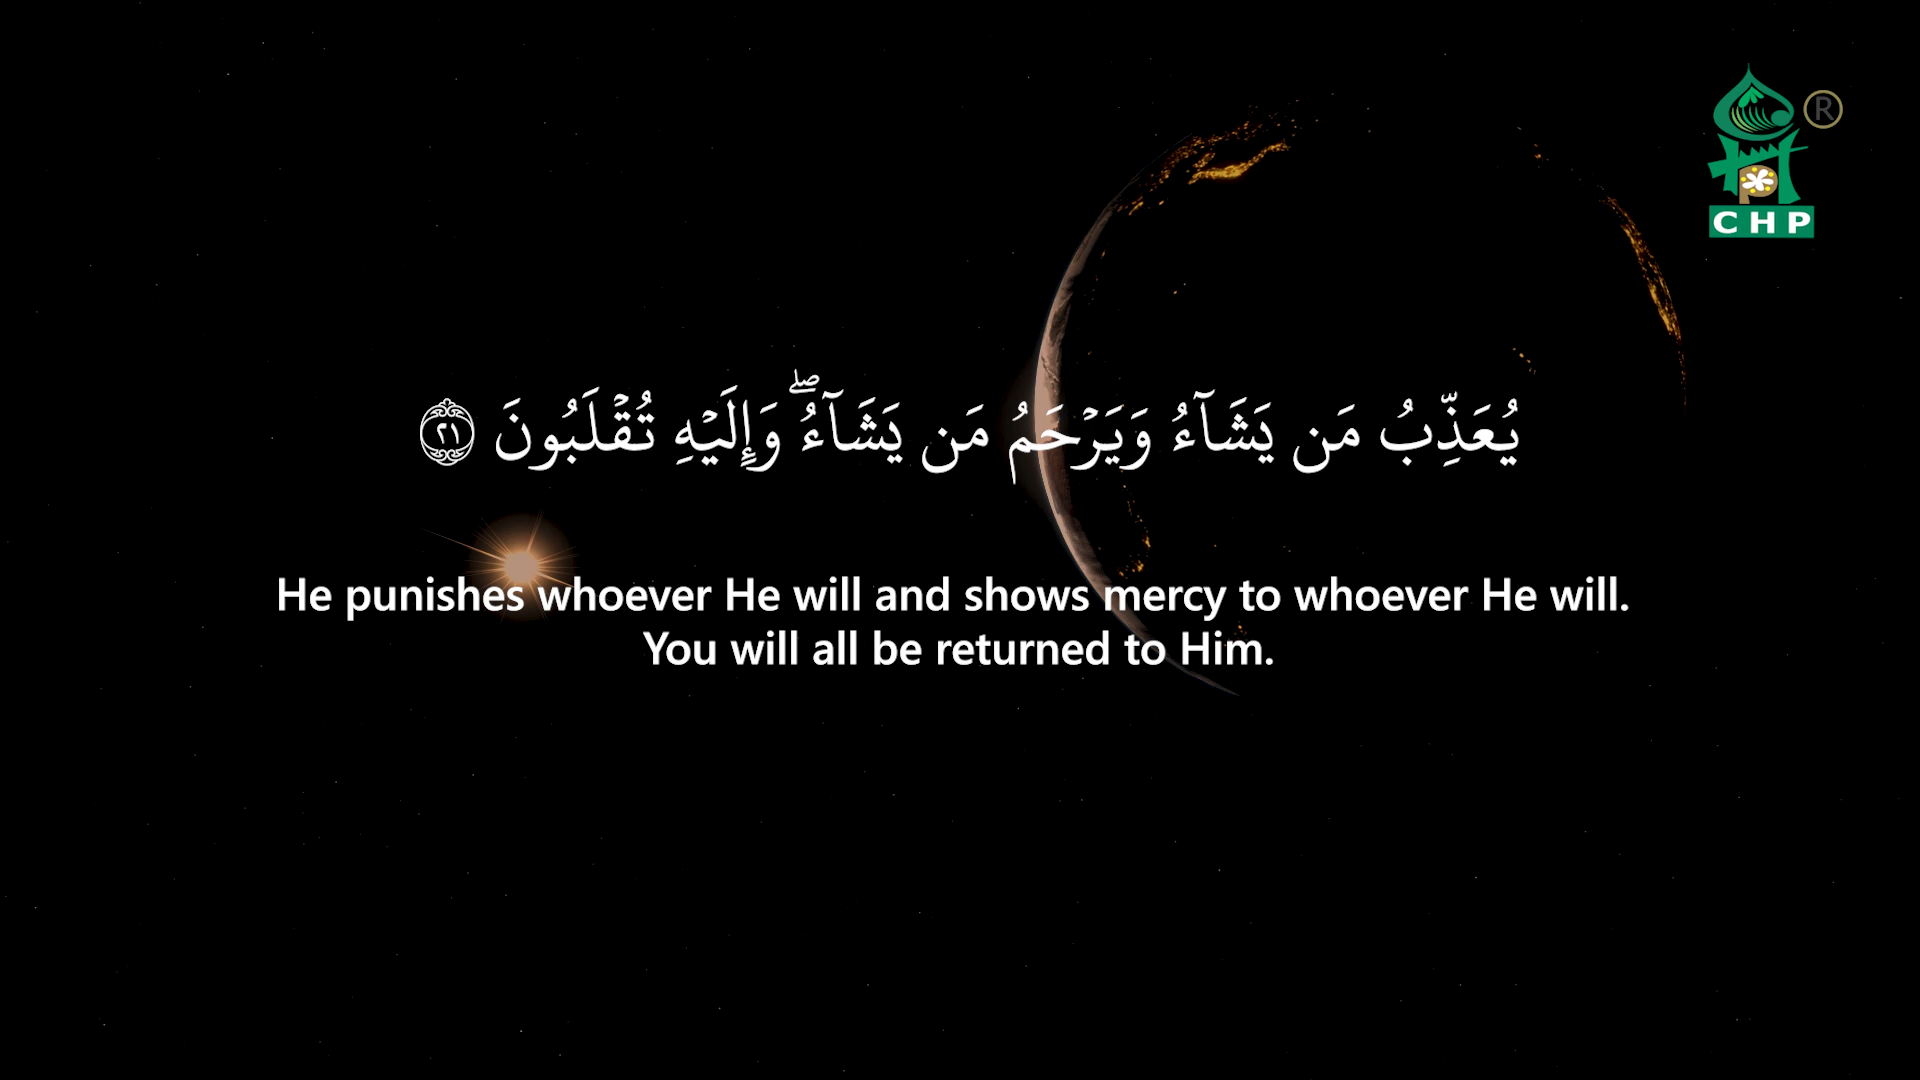 CHP
®
يُعَذِّبُ مَن يَشَآءُ وَيَرْحَمُ مَن يَشَآءُ ۖ وَإِلَيْهِ تُقْلَبُونَ ٢١
He punishes whoever He will and shows mercy to whoever He will.
You will all be returned to Him.